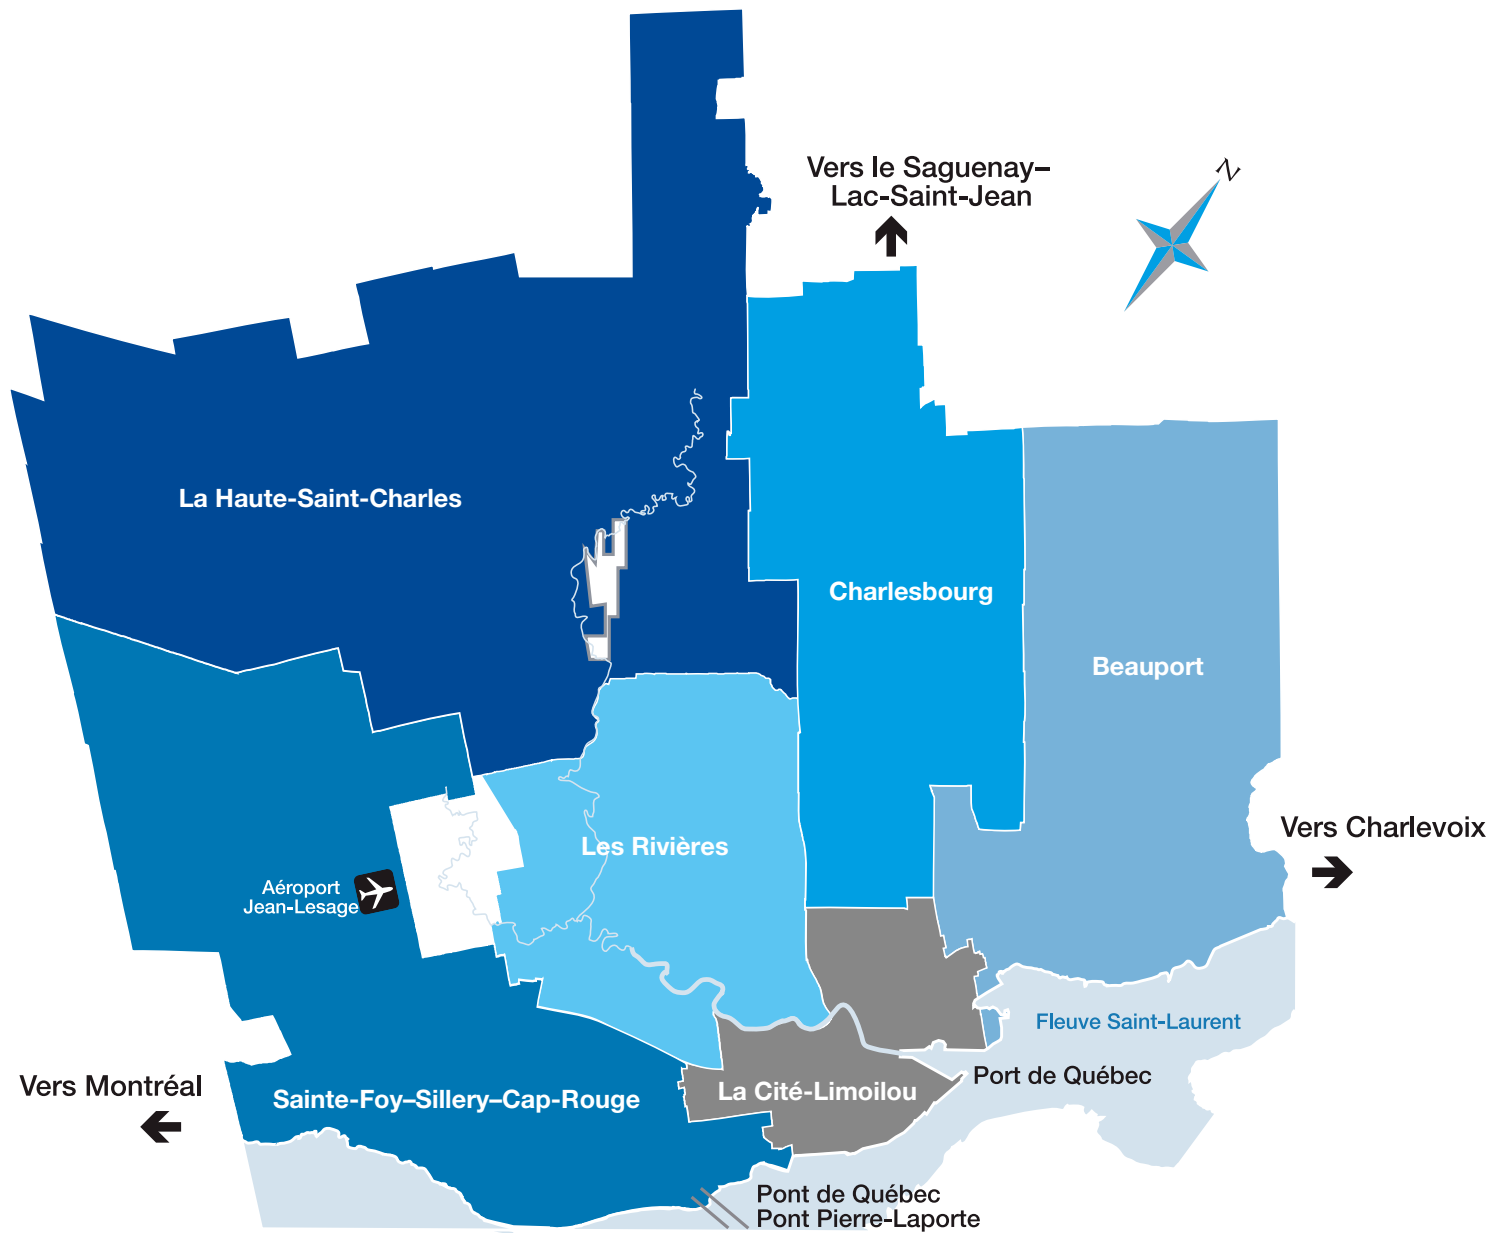 Vers le Saguenay–
Lac-Saint-Jean
N
La Haute-Saint-Charles
Charlesbourg
Beauport
Vers Charlevoix
Les Rivières
Aéroport
Jean-Lesage
Fleuve Saint-Laurent
Port de Québec
Vers Montréal
Sainte-Foy–Sillery–Cap-Rouge
La Cité-Limoilou
Pont de Québec
Pont Pierre-Laporte